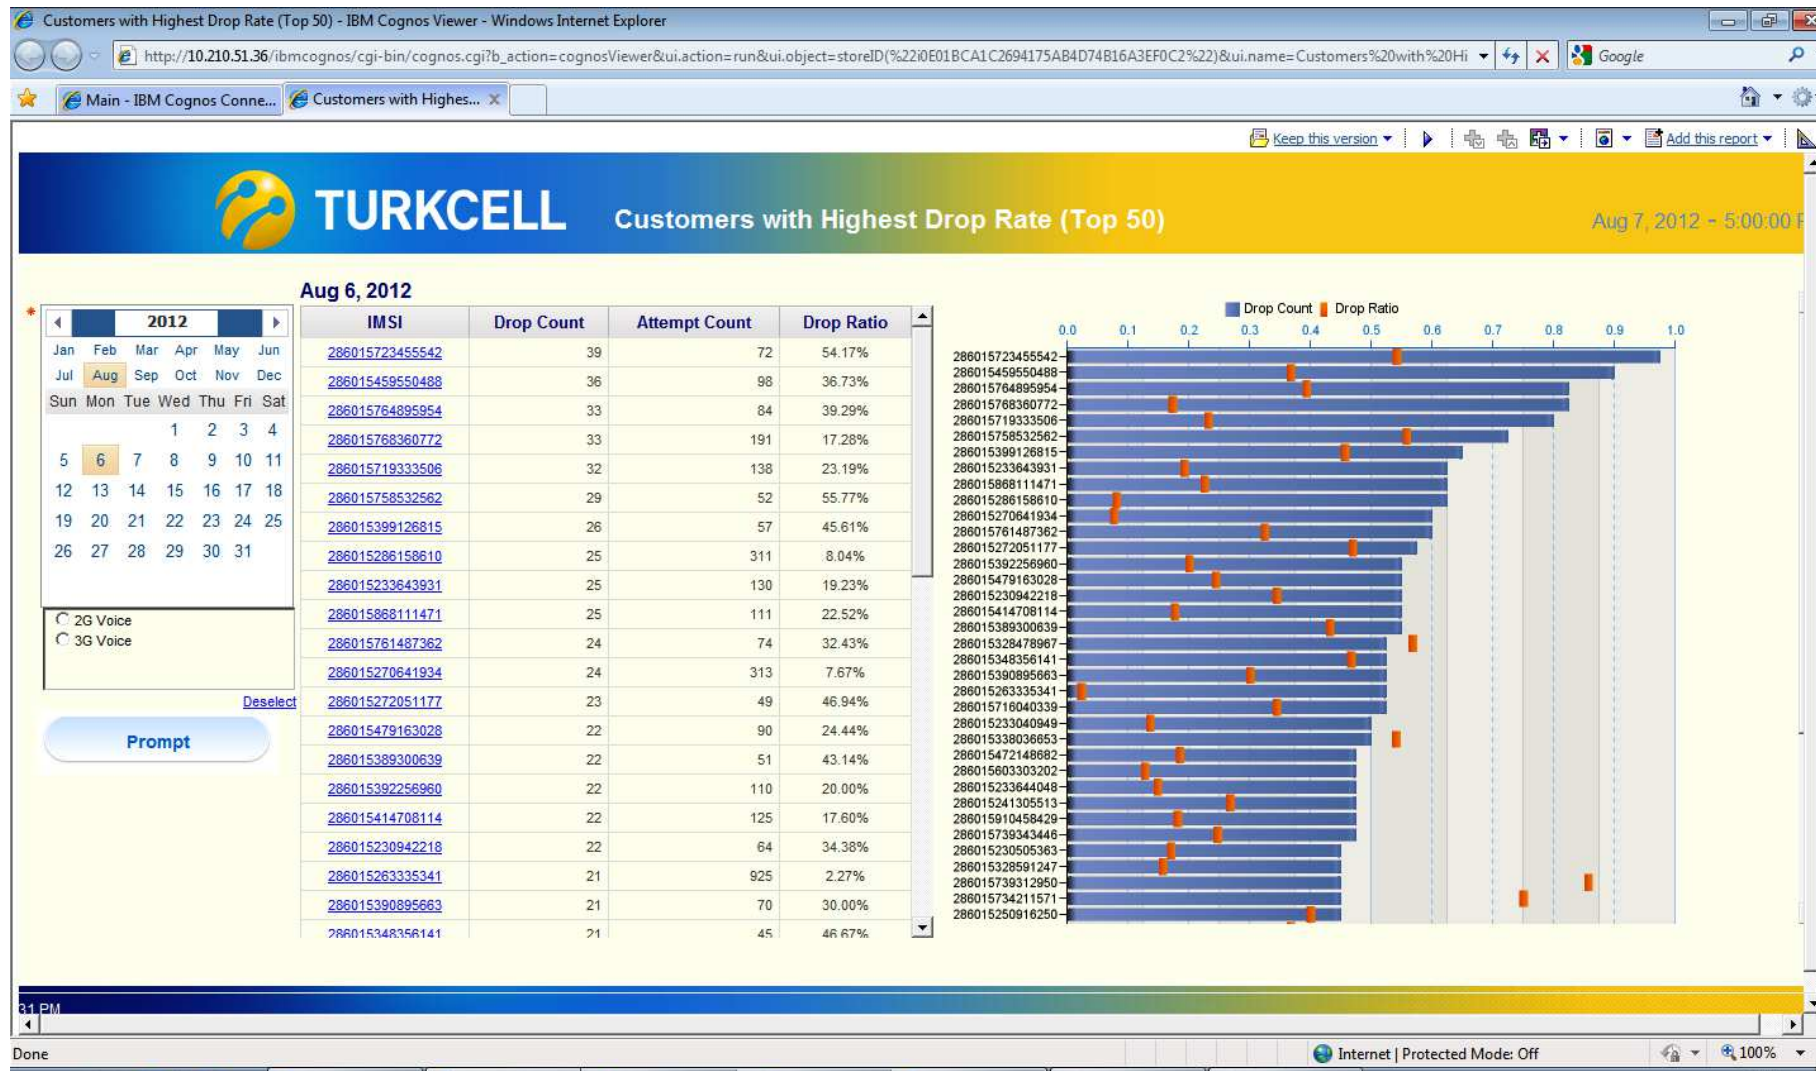 Customers with Highest Drop Rate (Top 50) - IBM Cognos Viewer - Windows Internet Explorer
http://10.210.51.36/ibmcognos/cgi-bin/cognos.cgi?b_action=cognosViewer&ui.action=run&ui.object=storeID(%22i0E01BCA1C2694175AB4D74B16A3EF0C2%22)&ui.name=Customers%20with%20Hi
Google
Main - IBM Cognos Conne...
Customers with Highes...
Keep this version
Add this report
TURKCELL
Customers with Highest Drop Rate (Top 50)
Aug 7, 2012 - 5:00:00
Aug 6, 2012
*
2012
Jan Feb Mar Apr May Jun
Jul Aug Sep Oct Nov Dec
Sun Mon Tue Wed Thu Fri Sat
1 2 3 4
5 6 7 8 9 10 11
12 13 14 15 16 17 18
19 20 21 22 23 24 25
26 27 28 29 30 31
2G Voice
3G Voice
Deselect
Prompt
IMSI Drop Count Attempt Count Drop Ratio
286015723455542 39 72 54.17%
286015459550488 36 98 36.73%
286015764895954 33 84 39.29%
286015768360772 33 191 17.28%
286015719333506 32 138 23.19%
286015758532562 29 52 55.77%
286015399126815 26 57 45.61%
286015286158610 25 311 8.04%
286015233643931 25 130 19.23%
286015868111471 25 111 22.52%
286015761487362 24 74 32.43%
286015270641934 24 313 7.67%
286015272051177 23 49 46.94%
286015479163028 22 90 24.44%
286015389300639 22 51 43.14%
286015392256960 22 110 20.00%
286015414708114 22 125 17.60%
286015230942218 22 64 34.38%
286015263335341 21 925 2.27%
286015390895663 21 70 30.00%
286015348356141 21 45 46.67%
Drop Count Drop Ratio
0.0 0.1 0.2 0.3 0.4 0.5 0.6 0.7 0.8 0.9 1.0
286015723455542
286015459550488
286015764895954
286015768360772
286015719333506
286015758532562
286015399126815
286015233643931
286015868111471
286015286158610
286015270641934
286015761487362
286015272051177
286015392256960
286015479163028
286015230942218
286015414708114
286015389300639
286015328478967
286015348356141
286015390895663
286015263335341
286015716040339
286015233040949
286015338036653
286015472148682
286015603303202
286015233644048
286015241305513
286015910458429
286015739343446
286015230505363
286015328591247
286015739312950
286015734211571
286015250916250
31 PM
Done
Internet | Protected Mode: Off
100%